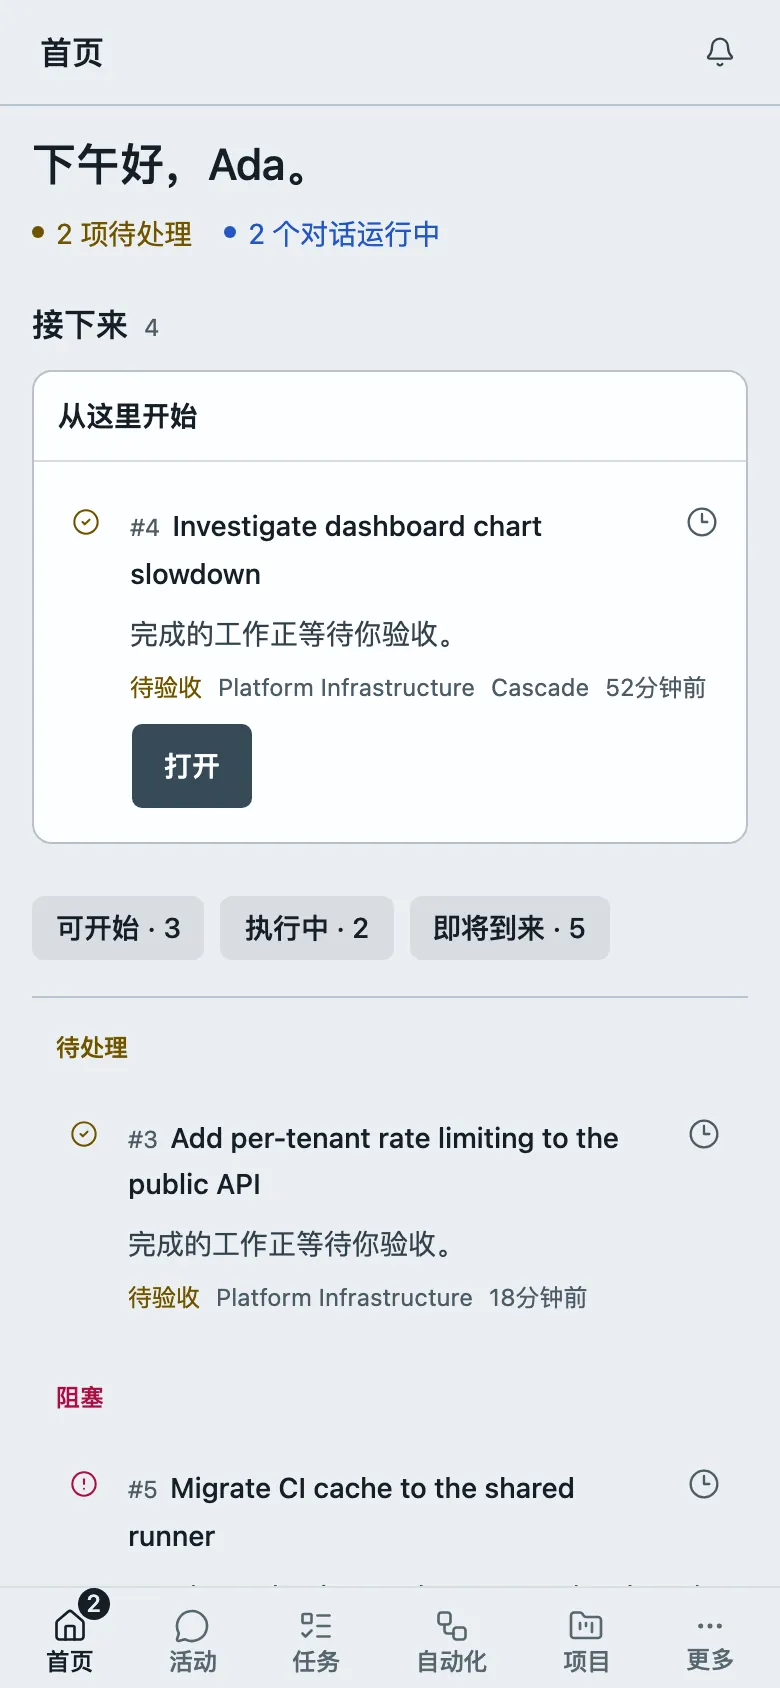 首页
下午好，Ada。
2 项待处理 2 个对话运行中
接下来 4
从这里开始
#4 Investigate dashboard chart
slowdown
完成的工作正等待你验收。
待验收 Platform Infrastructure Cascade 52分钟前
打开
可开始 · 3 执行中 · 2 即将到来 · 5
待处理
#3 Add per-tenant rate limiting to the
public API
完成的工作正等待你验收。
待验收 Platform Infrastructure 18分钟前
阻塞
#5 Migrate CI cache to the shared
runner
2
首页 活动 任务 自动化 项目 更多